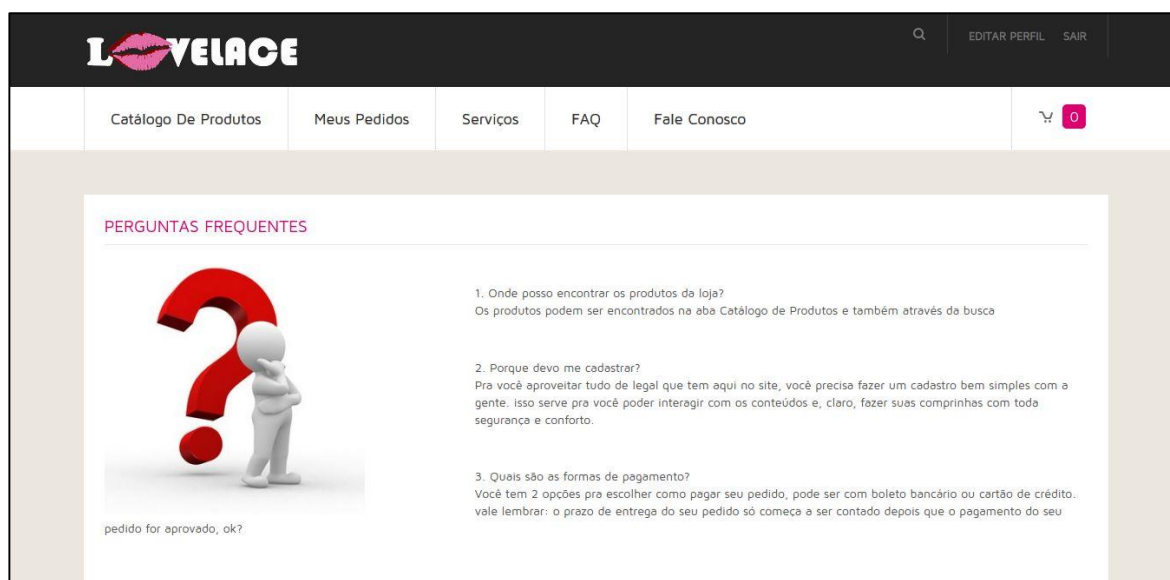 LOVELACE
EDITAR PERFIL SAIR
Catálogo De Produtos Meus Pedidos Serviços FAQ Fale Conosco 0
PERGUNTAS FREQUENTES
1. Onde posso encontrar os produtos da loja?
Os produtos podem ser encontrados na aba Catálogo de Produtos e também através da busca
2. Porque devo me cadastrar?
Pra você aproveitar tudo de legal que tem aqui no site, você precisa fazer um cadastro bem simples com a
gente. isso serve pra você poder interagir com os conteúdos e, claro, fazer suas comprinhas com toda
segurança e conforto.
3. Quais são as formas de pagamento?
Você tem 2 opções pra escolher como pagar seu pedido, pode ser com boleto bancário ou cartão de crédito.
vale lembrar: o prazo de entrega do seu pedido só começa a ser contado depois que o pagamento do seu
pedido for aprovado, ok?